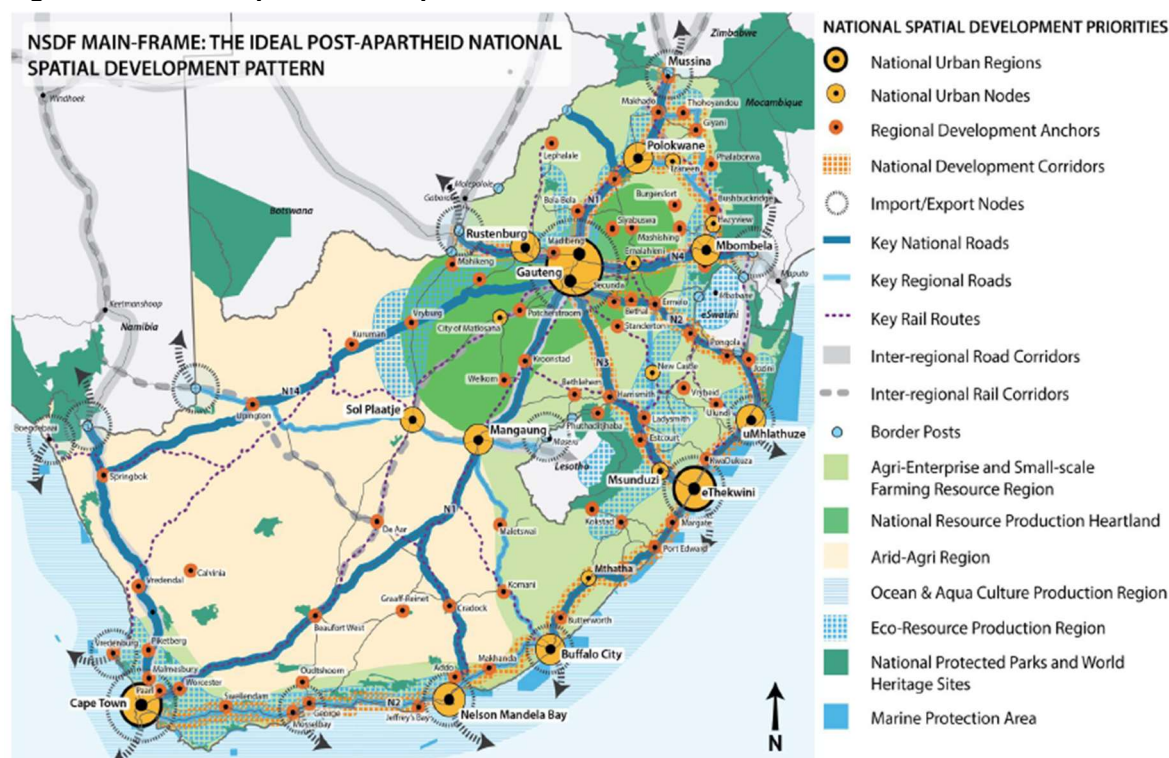 NSDF MAIN-FRAME: THE IDEAL POST-APARTHEID NATIONAL
SPATIAL DEVELOPMENT PATTERN
Zimbabwe
Mussina
Windhoek
Makhado
Thohoyandou
Mocambique
Giyani
Polokwane
Lephalale
Tzaneen
Phalaborwa
Molepolole
Gaborone
Burgersfort
Bushbuckridge
Bela Bela
N1
Siyabuswa
Hazyview
Botswana
Rustenburg
Mashishing
Madibeng
Emalahleni
Mbombela
Mahikeng
N4
Gauteng
Maputo
Secunda
Mbabane
Keetmanshoop
Ermelo
eSwatini
Vryburg
Potchefstroom
Bethal
N2
Namibia
City of Matlosana
Standerton
Kuruman
Pongola
Kroonstad
N3
New Castle
Jozini
Welkom
Bethlehem
N14
Harrismith
Vryheid
Upington
Sol Plaatje
Ulundi
Ladysmith
Phuthaditjhaba
Boegoebaai
Mangaung
uMhlathuze
Maseru
Estcourt
Lesotho
KwaDukuza
Springbok
Msunduzi
eThekwini
N1
Kokstad
Margate
De Aar
Maletswai
Port Edward
Mthatha
Vredendal
Calvinia
Komani
Graaff-Reinet
Cradock
Butterworth
Beaufort West
Vredenburg
Piketberg
Buffalo City
Malmesbury
Oudtshoorn
Addo
Makhanda
Worcester
Paarl
Cape Town
Swellendam
N2
George
Jeffrey's Bay
Nelson Mandela Bay
Mosselbay
N
NATIONAL SPATIAL DEVELOPMENT PRIORITIES
National Urban Regions
National Urban Nodes
Regional Development Anchors
National Development Corridors
Import/Export Nodes
Key National Roads
Key Regional Roads
Key Rail Routes
Inter-regional Road Corridors
Inter-regional Rail Corridors
Border Posts
Agri-Enterprise and Small-scale
Farming Resource Region
National Resource Production Heartland
Arid-Agri Region
Ocean & Aqua Culture Production Region
Eco-Resource Production Region
National Protected Parks and World
Heritage Sites
Marine Protection Area